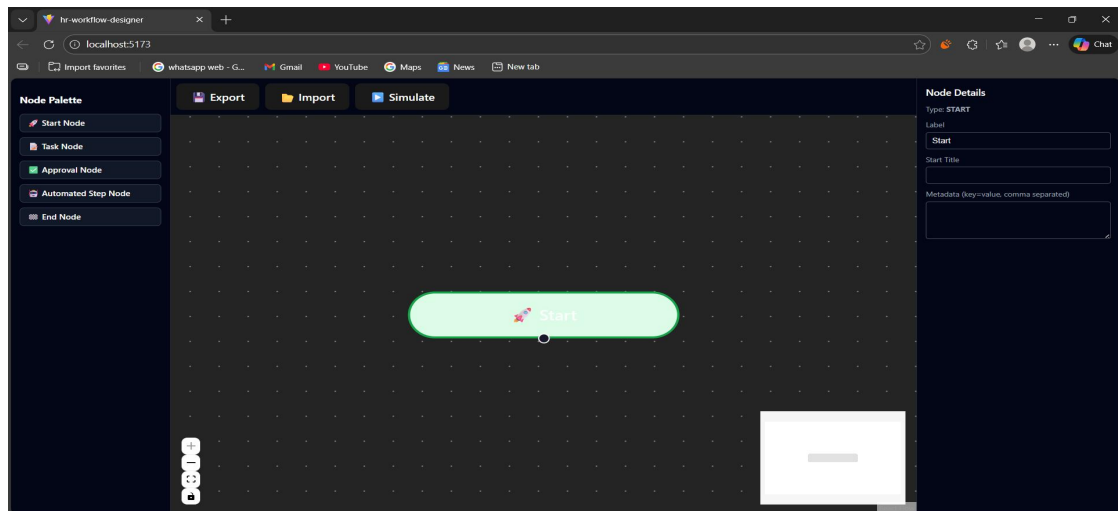 hr-workflow-designer
localhost:5173
Chat
Import favorites
whatsapp web - G...
Gmail
YouTube
Maps
News
New tab
Node Palette
Start Node
Task Node
Approval Node
Automated Step Node
End Node
Export
Import
Simulate
Start
Node Details
Type: START
Label
Start
Start Title
Metadata (key=value, comma separated)